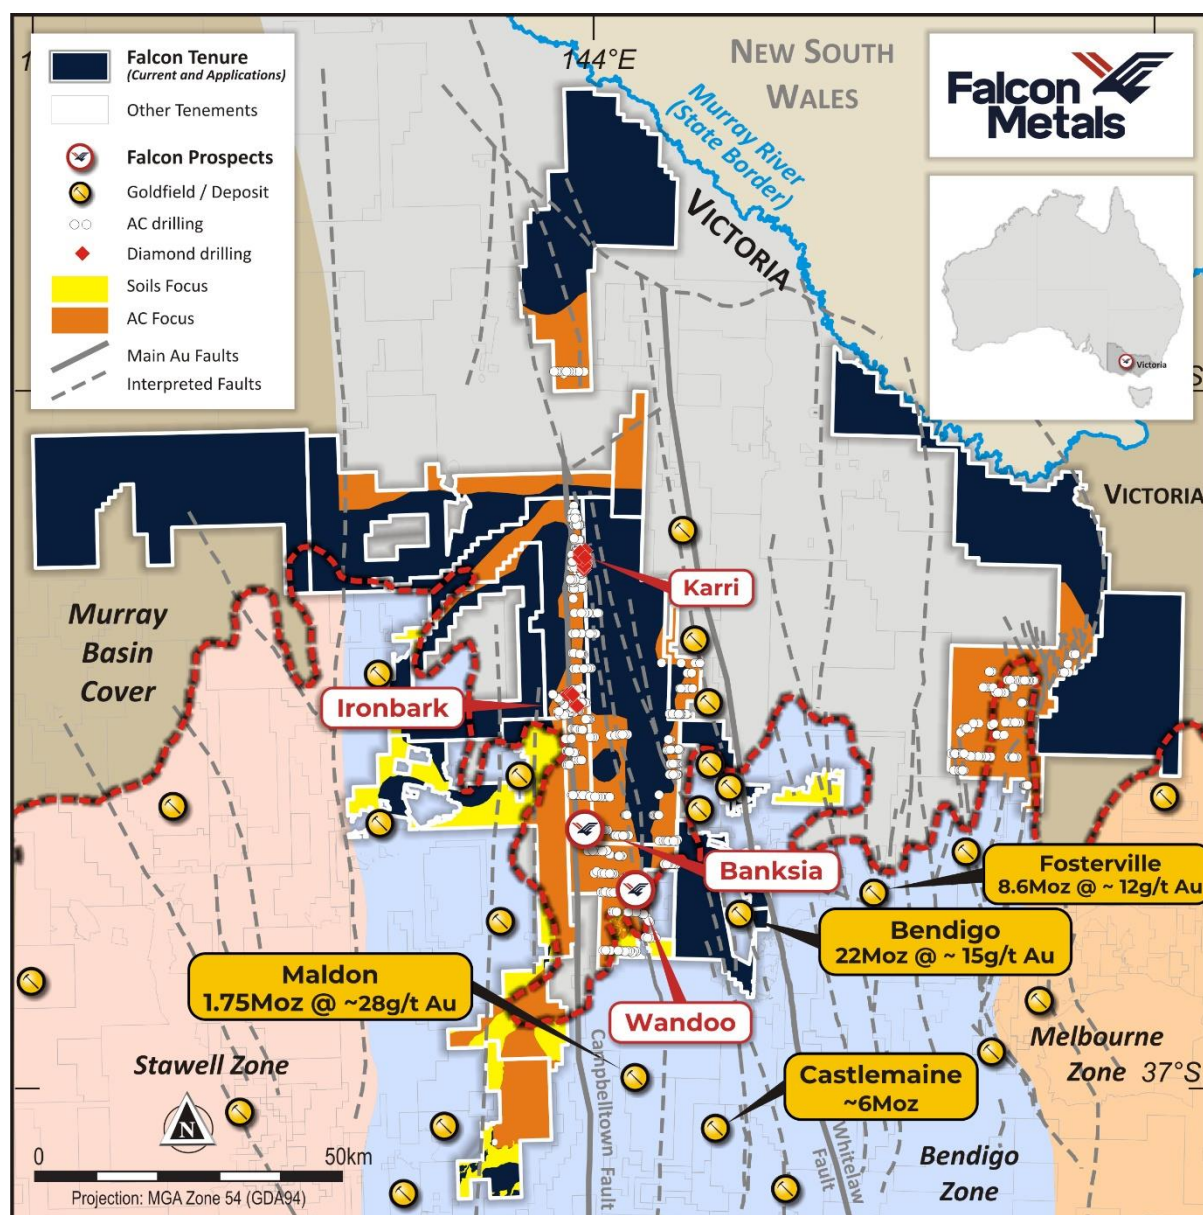 Falcon Tenure
(Current and Applications)
Other Tenements
Falcon Prospects
Goldfield / Deposit
AC drilling
Diamond drilling
Soils Focus
AC Focus
Main Au Faults
Interpreted Faults
144°E
NEW SOUTH
WALES
Murray River
(State Border)
VICTORIA
Falcon
Metals
Victoria
S
VICTORIA
Karri
Murray
Basin
Cover
Ironbark
Banksia
Fosterville
8.6Moz @ ~ 12g/t Au
Bendigo
22Moz @ ~ 15g/t Au
Maldon
1.75Moz @ ~28g/t Au
Wandoo
Melbourne
Zone
37°S
Stawell Zone
Castlemaine
~6Moz
Campbelltown Fault
Whitelaw
Fault
Bendigo
Zone
N
0
50km
Projection: MGA Zone 54 (GDA94)